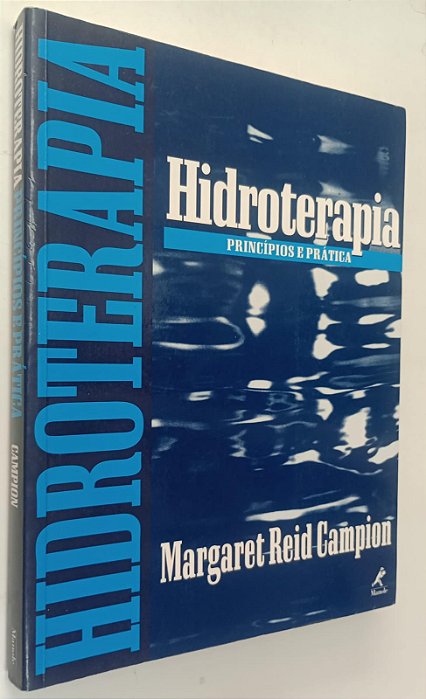 HIDROTERAPIA PRINCÍPIOS E PRÁTICA
CAMPION
Manole
HIDROTERAPIA
Hidroterapia
PRINCÍPIOS E PRÁTICA
Margaret Reid Campion
Manole